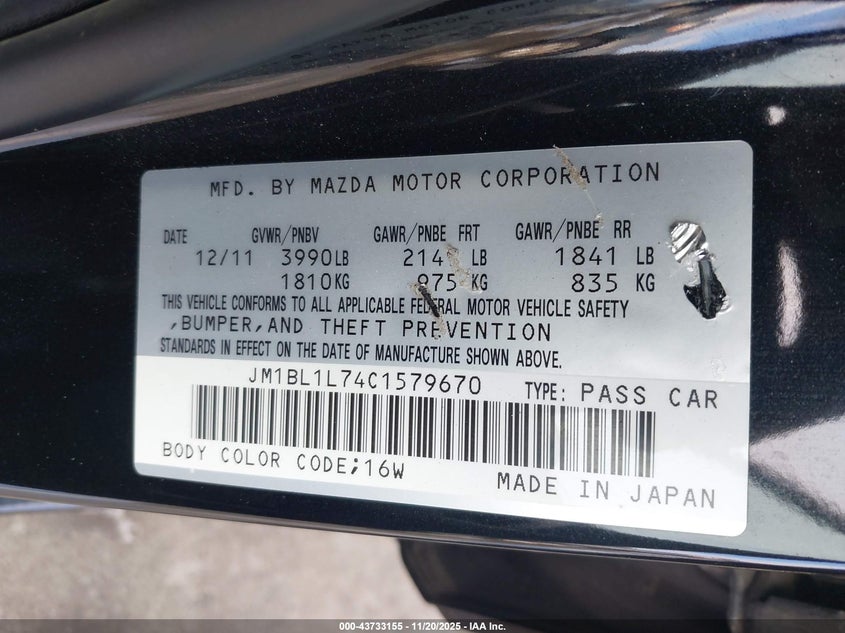 MFD. BY MAZDA MOTOR CORPORATION
DATE GVWR/PNBV GAWR/PNBE FRT GAWR/PNBE RR
12/11 3990LB LB 1841 LB
1810KG 975 KG 835 KG
THIS VEHICLE CONFORMS TO ALL APPLICABLE FEDERAL MOTOR VEHICLE SAFETY
,BUMPER,AND THEFT PREVENTION
STANDARDS IN EFFECT ON THE DATE OF MANUFACTURE SHOWN ABOVE.
JM1BL1L74C1579670 TYPE: PASS CAR
BODY COLOR CODE;16W
MADE IN JAPAN
000-43733155 - 11/20/2025 - IAA Inc.